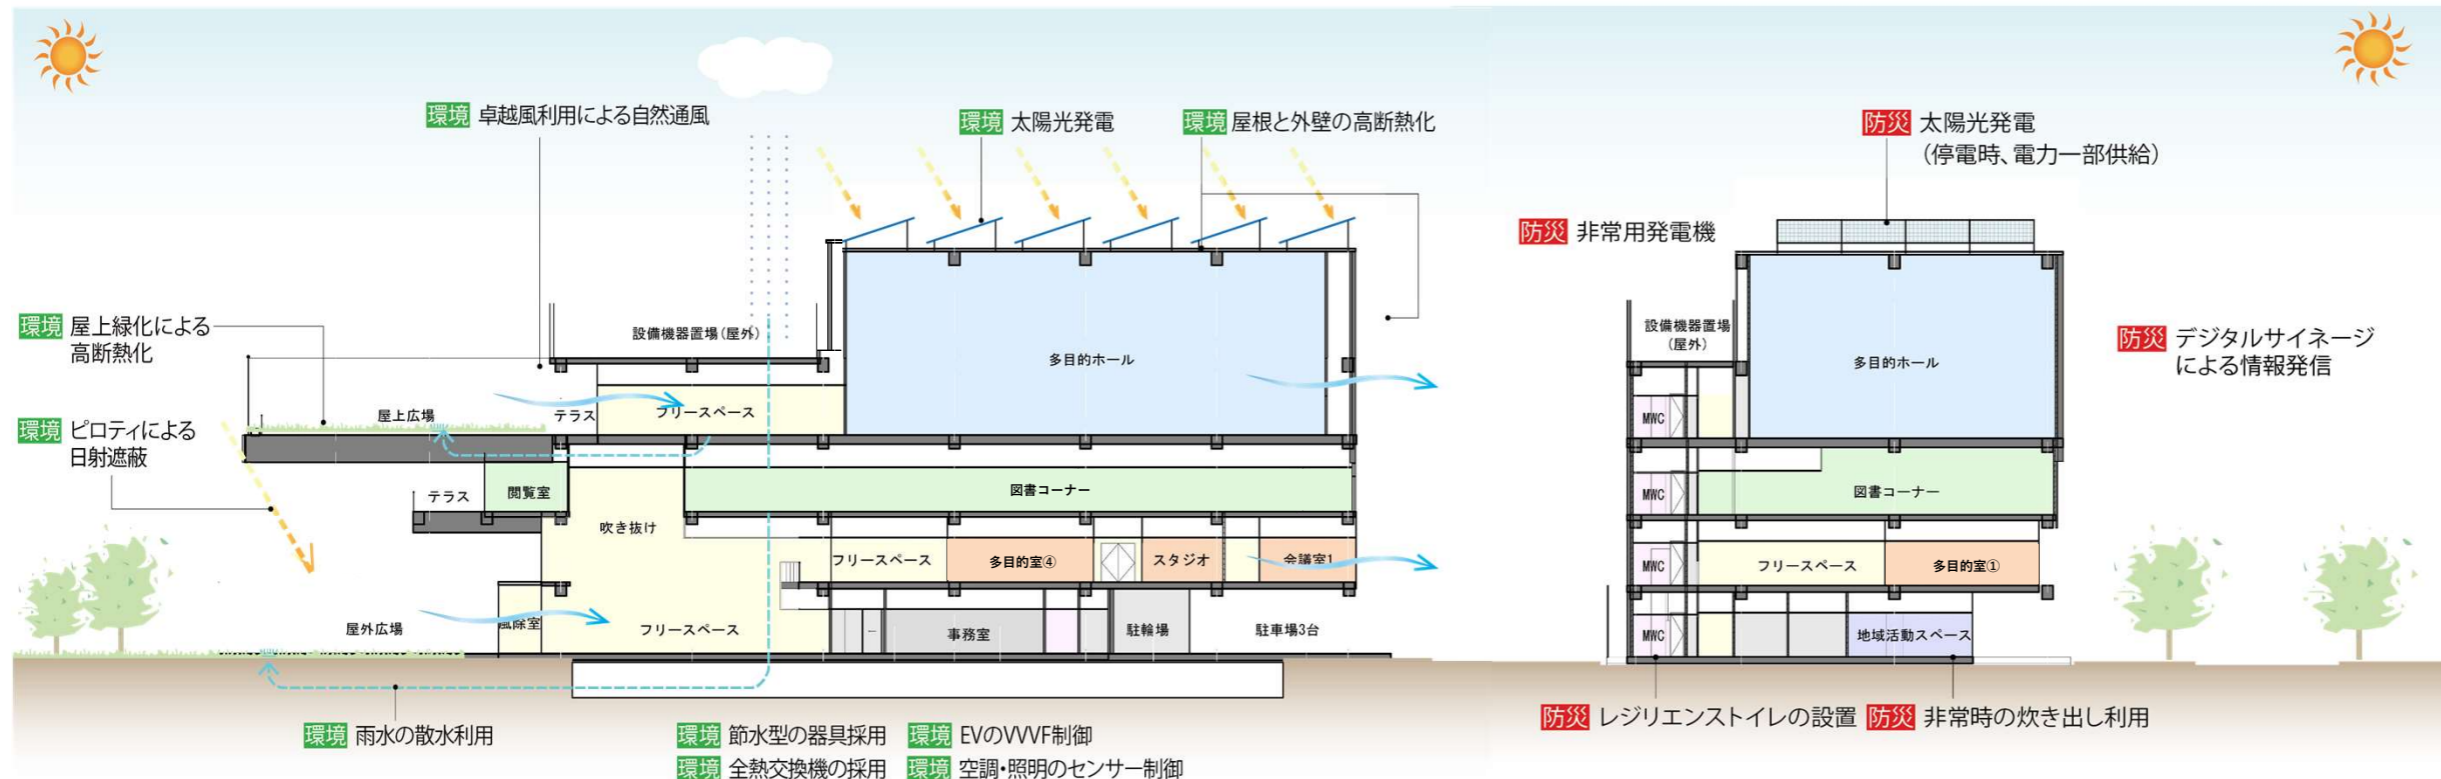 環境 卓越風利用による自然通風
環境 太陽光発電
環境 屋根と外壁の高断熱化
環境 屋上緑化による
高断熱化
環境 ピロティによる
日射遮蔽
設備機器置場(屋外)
多目的ホール
屋上広場
テラス
フリースペース
テラス
閲覧室
図書コーナー
吹き抜け
フリースペース
多目的室④
スタジオ
会議室1
屋外広場
風除室
フリースペース
事務室
駐輪場
駐車場3台
環境 雨水の散水利用
環境 節水型の器具採用
環境 EVのVVVF制御
環境 全熱交換機の採用
環境 空調・照明のセンサー制御
防災 太陽光発電
（停電時、電力一部供給）
防災 非常用発電機
設備機器置場
(屋外)
多目的ホール
防災 デジタルサイネージ
による情報発信
MWC
MWC
図書コーナー
MWC
フリースペース
多目的室①
MWC
地域活動スペース
防災 レジリエンストイレの設置
防災 非常時の炊き出し利用